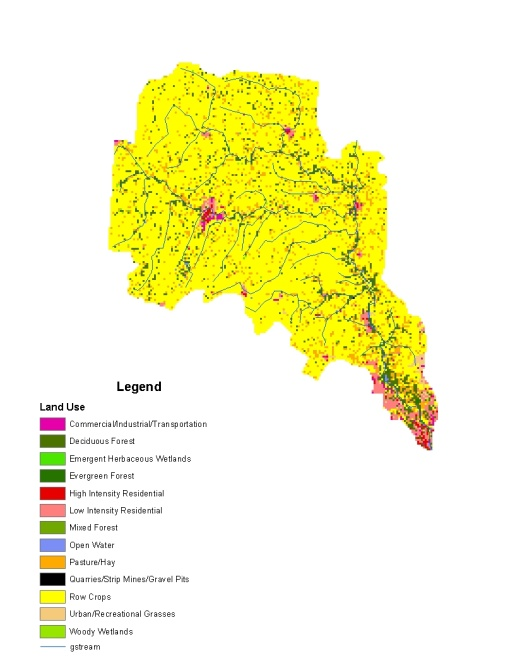 Legend
Land Use
Commercial/Industrial/Transportation
Deciduous Forest
Emergent Herbaceous Wetlands
Evergreen Forest
High Intensity Residential
Low Intensity Residential
Mixed Forest
Open Water
Pasture/Hay
Quarries/Strip Mines/Gravel Pits
Row Crops
Urban/Recreational Grasses
Woody Wetlands
gstream